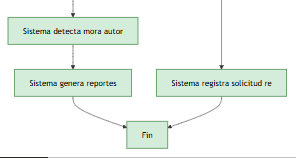 Sistema detecta mora autor
Sistema genera reportes
Sistema registra solicitud re
Fin